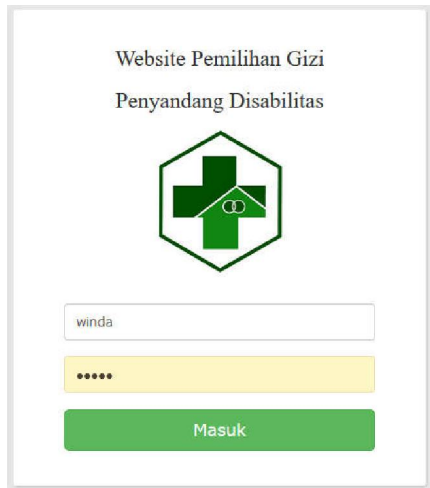 Website Pemilihan Gizi
Penyandang Disabilitas
winda
•••••
Masuk